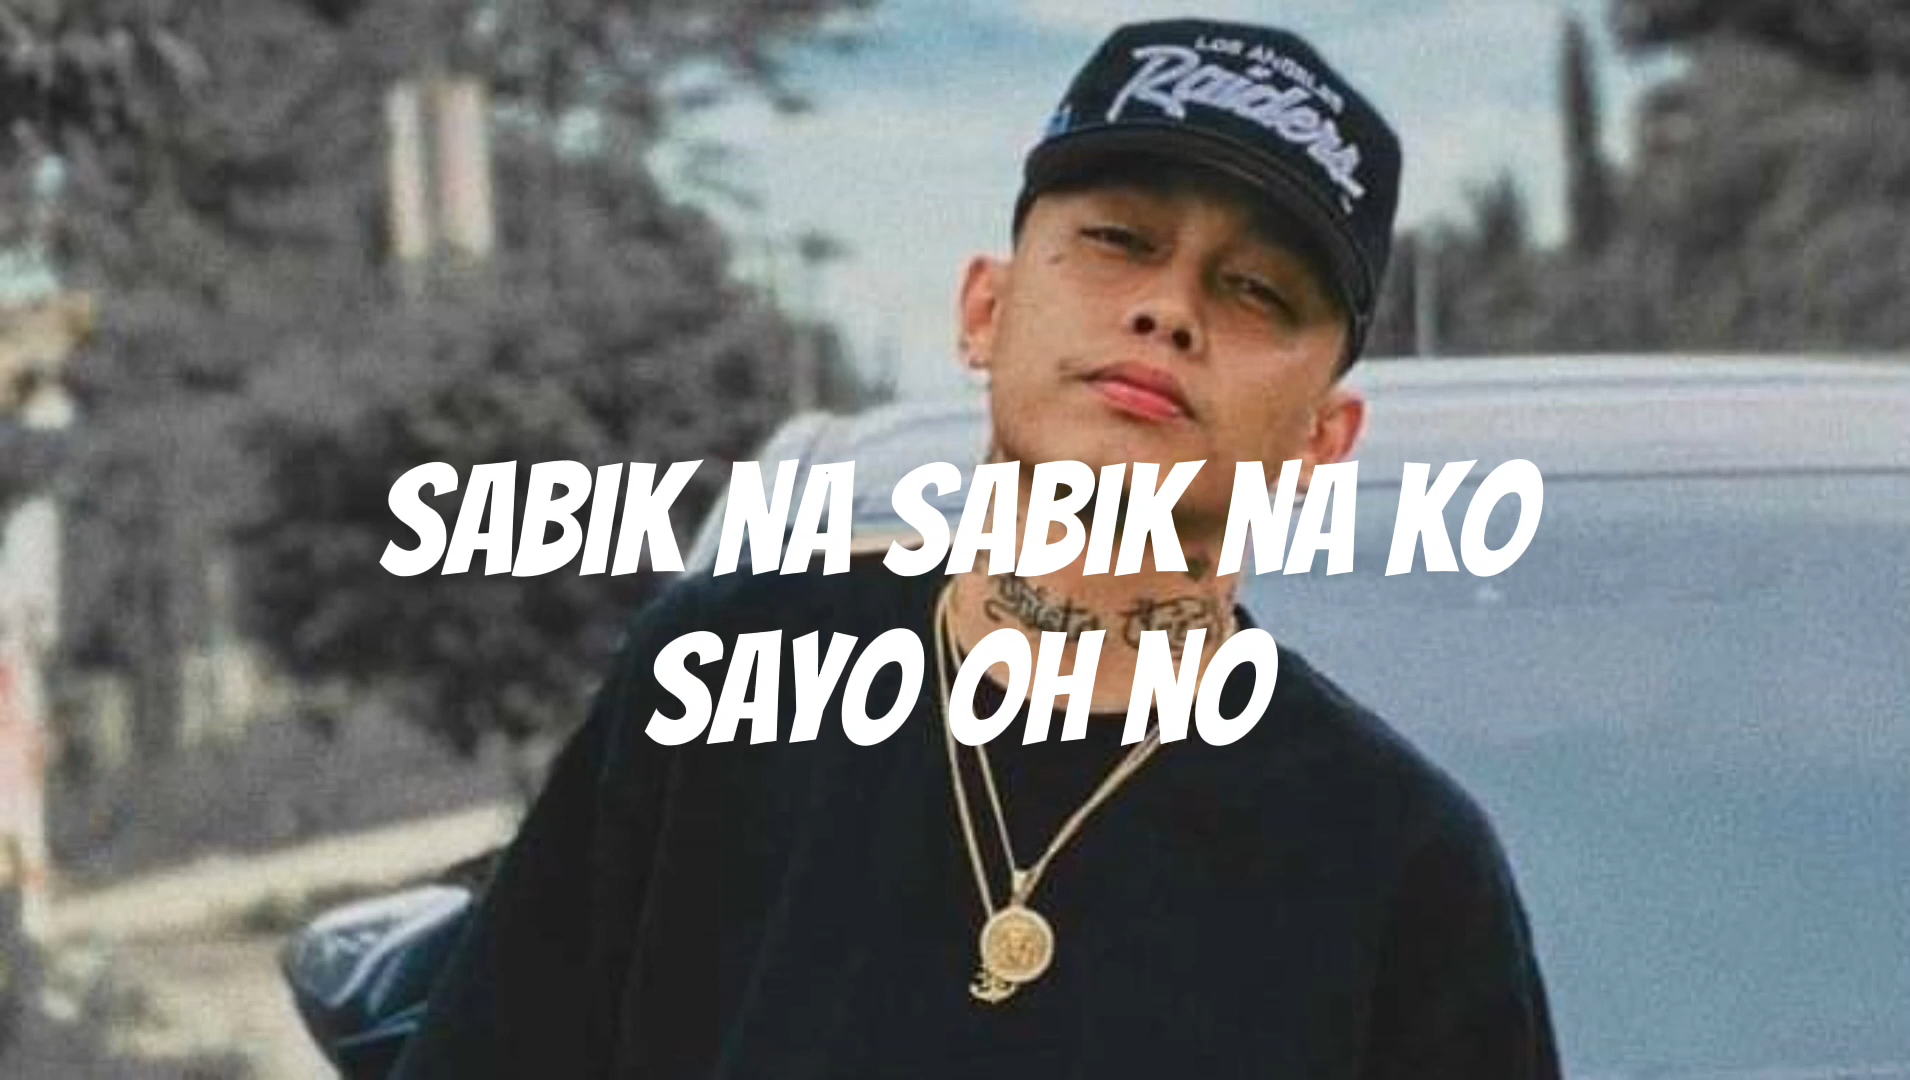 LOS ANGELES
Raiders
SABIK NA SABIK NA KO
SAYO OH NO